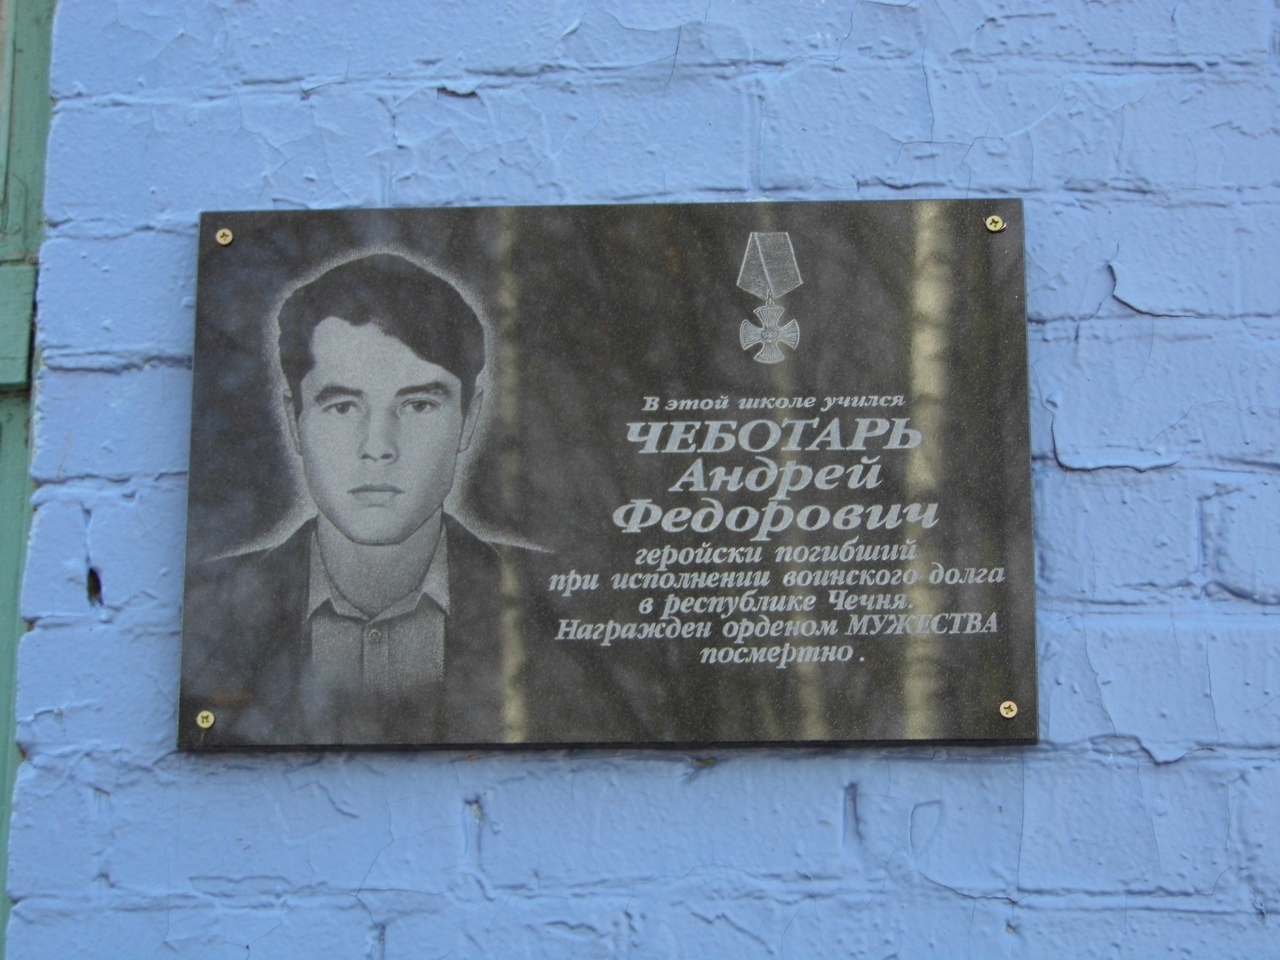 В этой школе учился
ЧЕБОТАРЬ
Андрей
Федорович
геройски погибший
при исполнении воинского долга
в республике Чечня.
Награжден орденом МУЖЕСТВА
посмертно.